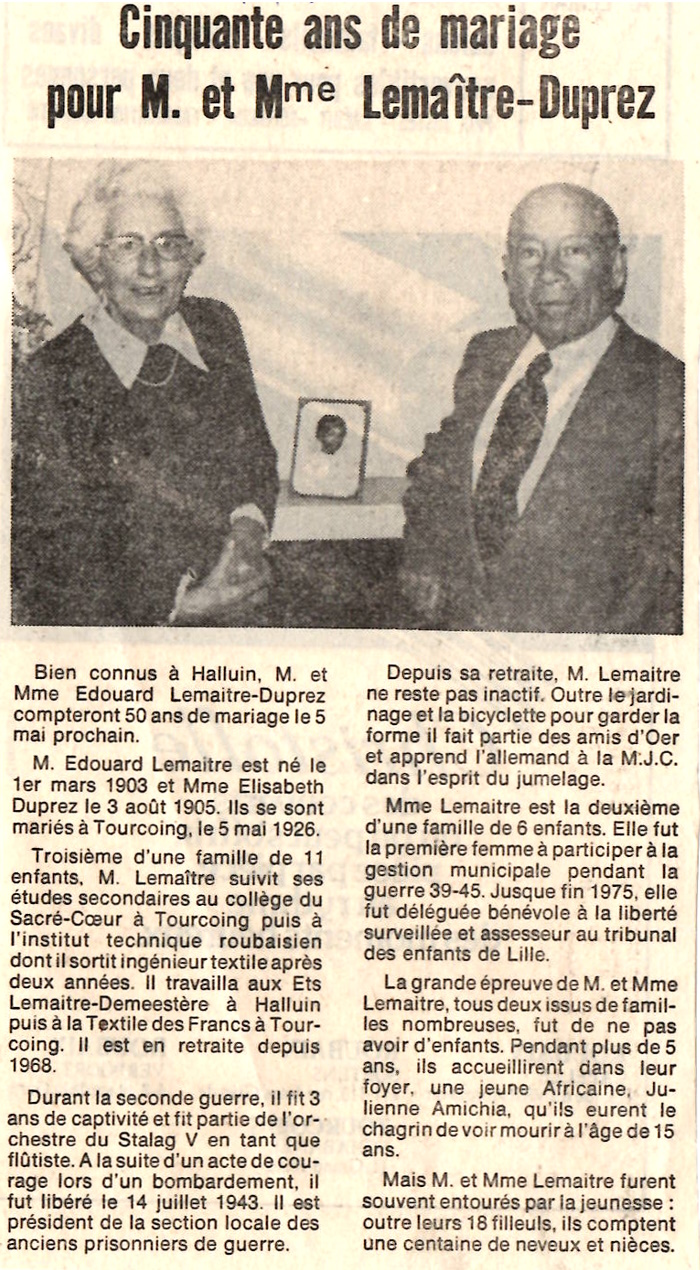 Cinquante ans de mariage
pour M. et Mme Lemaître-Duprez
Bien connus à Halluin, M. et
Mme Edouard Lemaitre-Duprez
compteront 50 ans de mariage le 5
mai prochain.
M. Edouard Lemaitre est né le
1er mars 1903 et Mme Elisabeth
Duprez le 3 août 1905. Ils se sont
mariés à Tourcoing, le 5 mai 1926.
Troisième d'une famille de 11
enfants, M. Lemaître suivit ses
études secondaires au collège du
Sacré-Cœur à Tourcoing puis à
l'institut technique roubaisien
dont il sortit ingénieur textile après
deux années. Il travailla aux Ets
Lemaitre-Demeestère à Halluin
puis à la Textile des Francs à Tour-
coing. Il est en retraite depuis
1968.
Durant la seconde guerre, il fit 3
ans de captivité et fit partie de l'or-
chestre du Stalag V en tant que
flûtiste. A la suite d'un acte de cou-
rage lors d'un bombardement, il
fut libéré le 14 juillet 1943. Il est
président de la section locale des
anciens prisonniers de guerre.
Depuis sa retraite, M. Lemaitre
ne reste pas inactif. Outre le jardi-
nage et la bicyclette pour garder la
forme il fait partie des amis d'Oer
et apprend l'allemand à la M.J.C.
dans l'esprit du jumelage.
Mme Lemaitre est la deuxième
d'une famille de 6 enfants. Elle fut
la première femme à participer à la
gestion municipale pendant la
guerre 39-45. Jusque fin 1975, elle
fut déléguée bénévole à la liberté
surveillée et assesseur au tribunal
des enfants de Lille.
La grande épreuve de M. et Mme
Lemaitre, tous deux issus de famil-
les nombreuses, fut de ne pas
avoir d'enfants. Pendant plus de 5
ans, ils accueillirent dans leur
foyer, une jeune Africaine, Ju-
lienne Amichia, qu'ils eurent le
chagrin de voir mourir à l'âge de 15
ans.
Mais M. et Mme Lemaitre furent
souvent entourés par la jeunesse :
outre leurs 18 filleuls, ils comptent
une centaine de neveux et nièces.